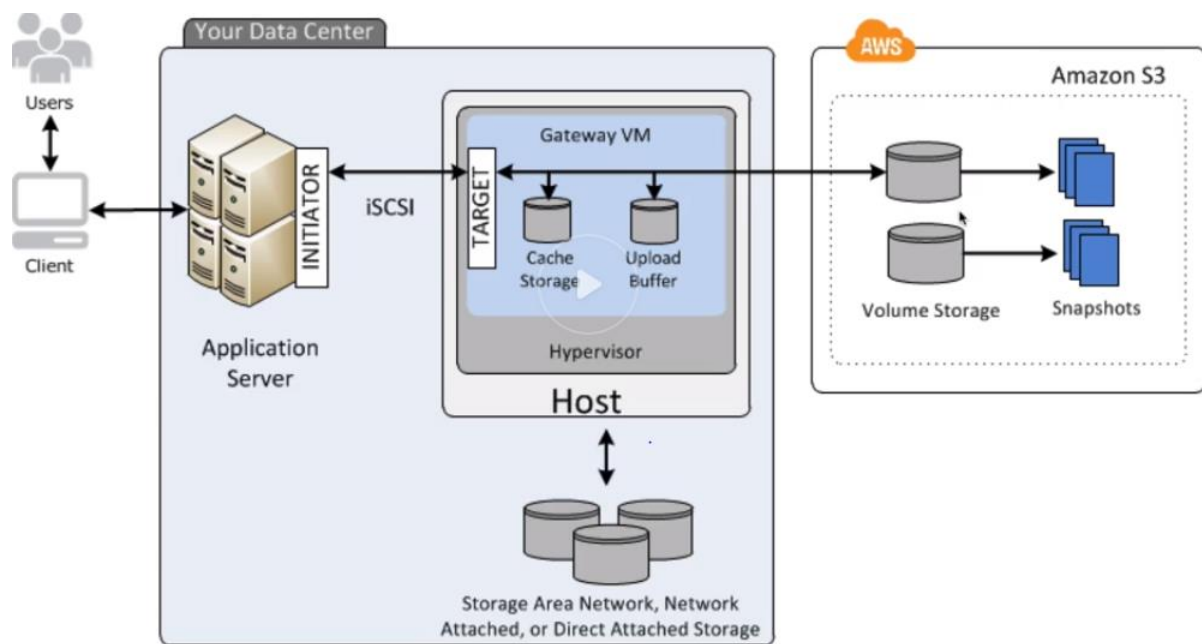 Your Data Center
AWS
Amazon S3
Users
Client
INITIATOR
Application
Server
iSCSI
TARGET
Gateway VM
Cache
Storage
Upload
Buffer
Hypervisor
Host
Storage Area Network, Network
Attached, or Direct Attached Storage
Volume Storage
Snapshots